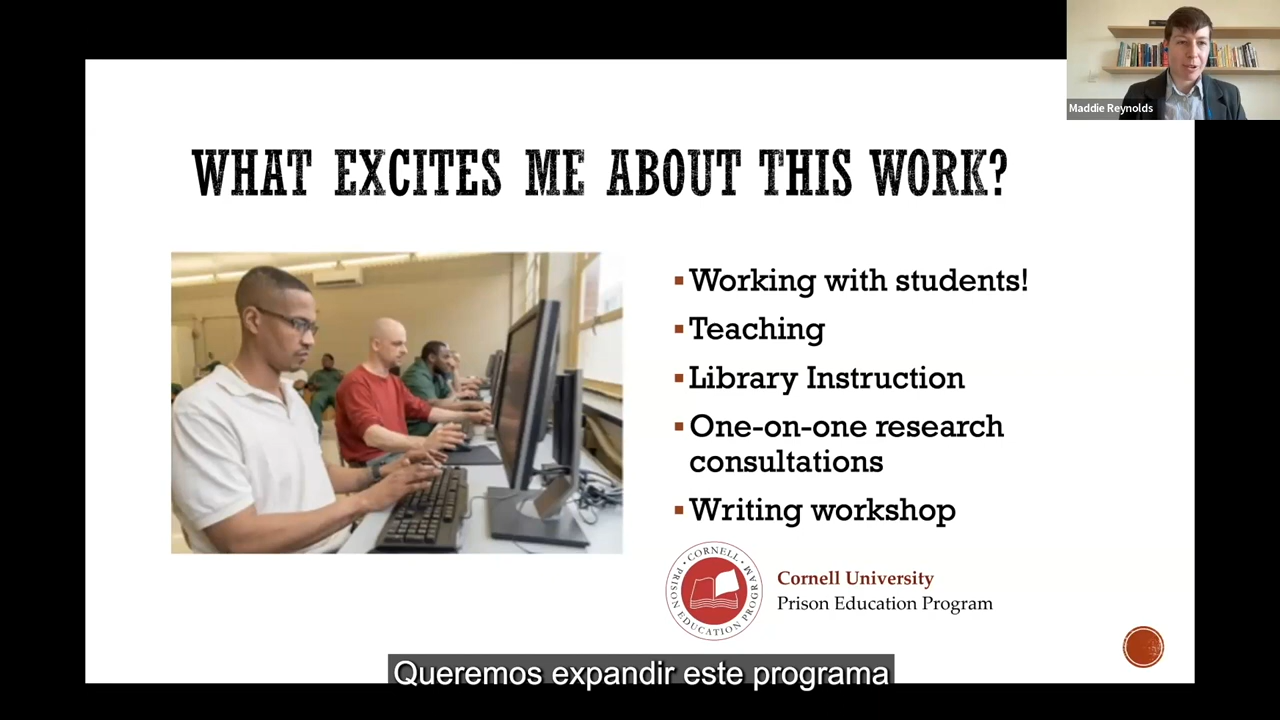 Maddie Reynolds
WHAT EXCITES ME ABOUT THIS WORK?
Working with students!
Teaching
Library Instruction
One-on-one research
consultations
Writing workshop
CORNELL
PRISON EDUCATION PROGRAM
Cornell University
Prison Education Program
Queremos expandir este programa